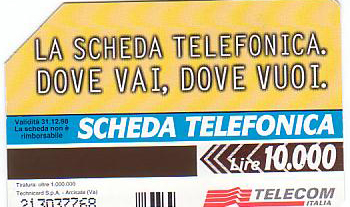 LA SCHEDA TELEFONICA.
DOVE VAI, DOVE VUOI.
Validità 31.12.98
La scheda non è
rimborsabile
SCHEDA TELEFONICA
Lire 10.000
Tiratura: oltre 1.000.000
Technicard S.p.A. - Arcisate (Va)
213037768
TELECOM
ITALIA